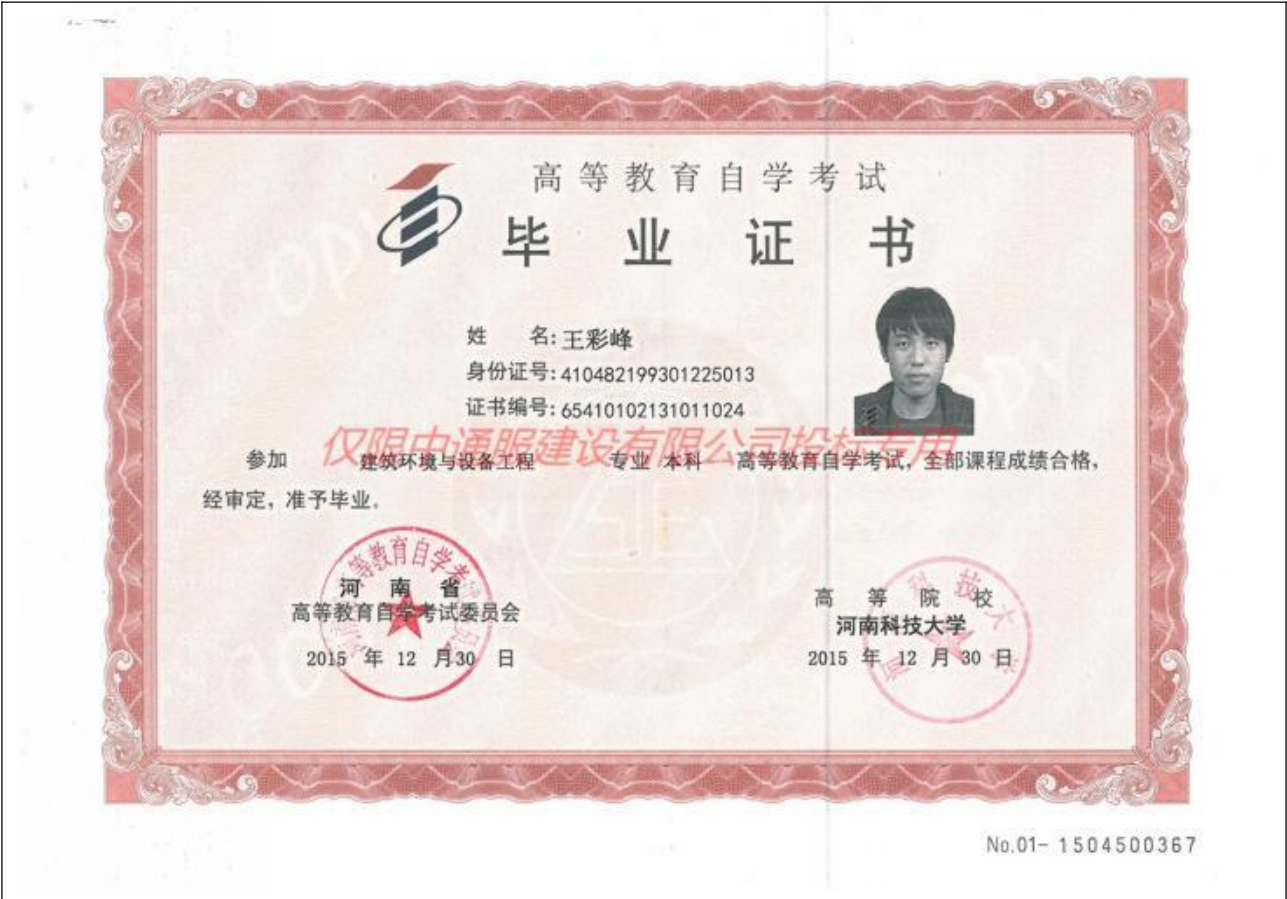 高等教育自学考试
毕业证书
姓 名:王彩峰
身份证号:410482199301225013
证书编号:65410102131011024
仅限中通服建设有限公司投标专用
参加 建筑环境与设备工程 专业 本科 高等教育自学考试,全部课程成绩合格,
经审定,准予毕业。
河南省
高等教育自学考试委员会
2015 年 12 月30 日
高等院校
河南科技大学
2015 年 12 月 30 日
No.01- 1504500367
COPY
COPY